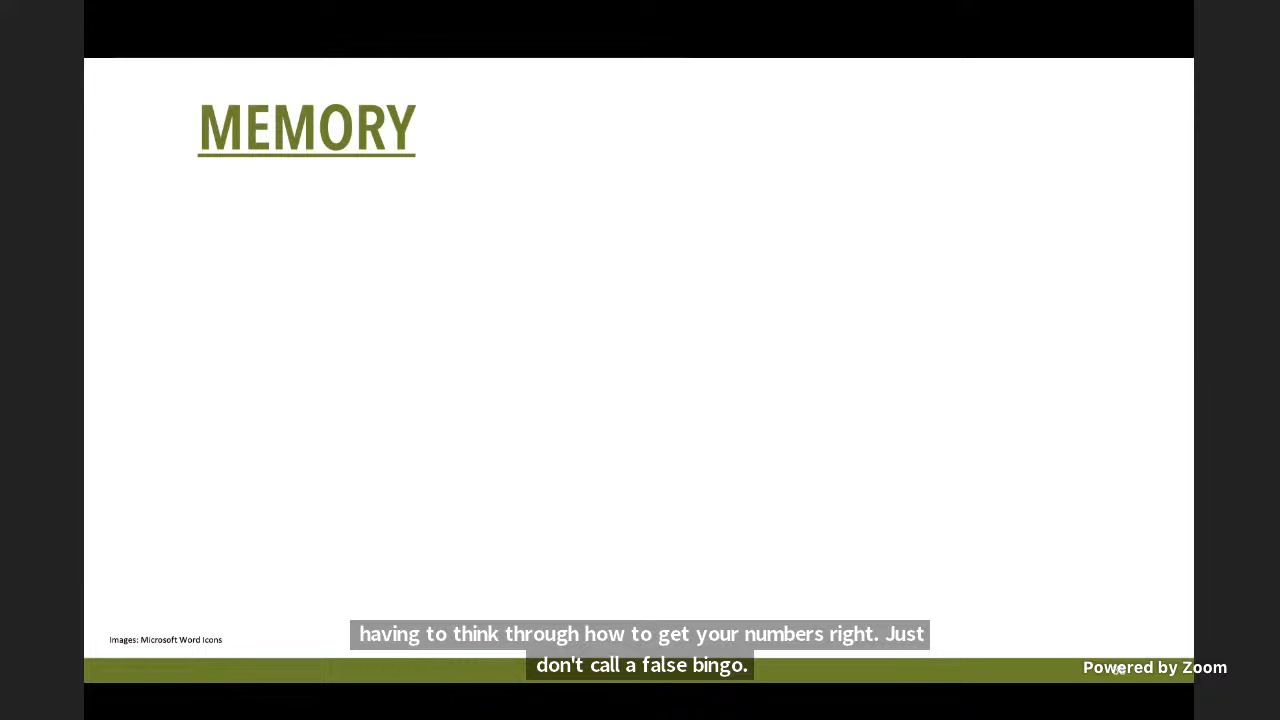 MEMORY
Images: Microsoft Word Icons
having to think through how to get your numbers right. Just
don't call a false bingo.
Powered by Zoom